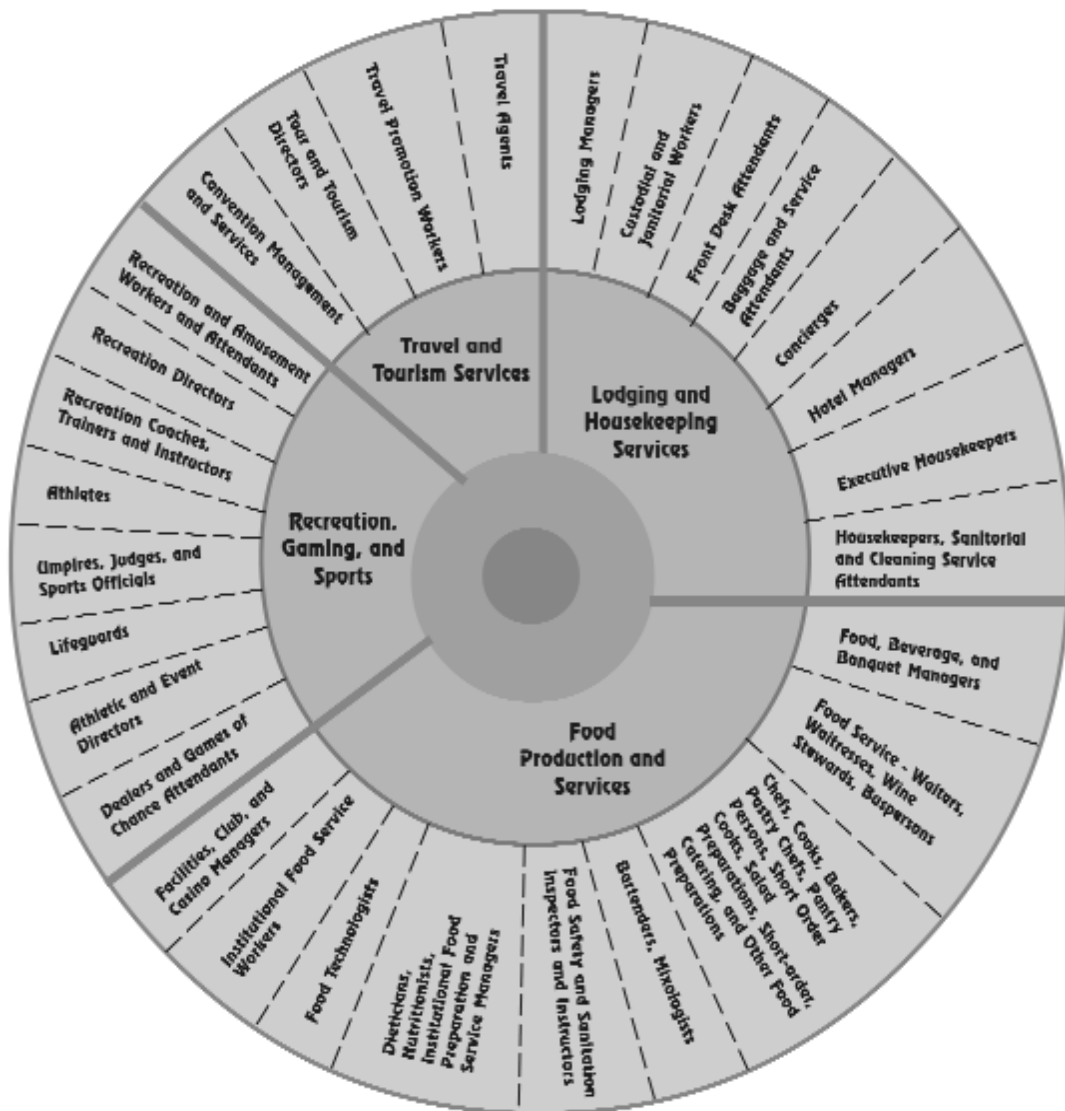 Travel Agents
Travel Promotion Workers
Tour and Tourism
Directors
Convention Management
and Services
Travel and
Tourism Services
Lodging Managers
Custodial and
Janitorial Workers
Front Desk Attendants
Baggage and Service
Attendants
Concierges
Hotel Managers
Executive Housekeepers
Housekeepers, Sanitorial
and Cleaning Service
Attendants
Lodging and
Housekeeping
Services
Food, Beverage, and
Banquet Managers
Food Service - Waiters,
Waitresses, Wine
Stewards, Buspersons
Chefs, Cooks, Bakers,
Pastry Chefs, Pantry
Persons, Short Order
Cooks, Salad
Preparations, Short-order,
Catering, and Other Food
Preparations
Bartenders, Mixologists
Food Safety and Sanitation
Inspectors and Instructors
Dieticians,
Nutritionists,
Institutional Food
Preparation and
Service Managers
Food Technologists
Institutional Food Service
Workers
Facilities, Club, and
Casino Managers
Food
Production and
Services
Dealers and Games of
Chance Attendants
Athletic and Event
Directors
Lifeguards
Umpires, Judges, and
Sports Officials
Athletes
Recreation Coaches,
Trainers and Instructors
Recreation Directors
Recreation and Amusement
Workers and Attendants
Recreation,
Gaming, and
Sports